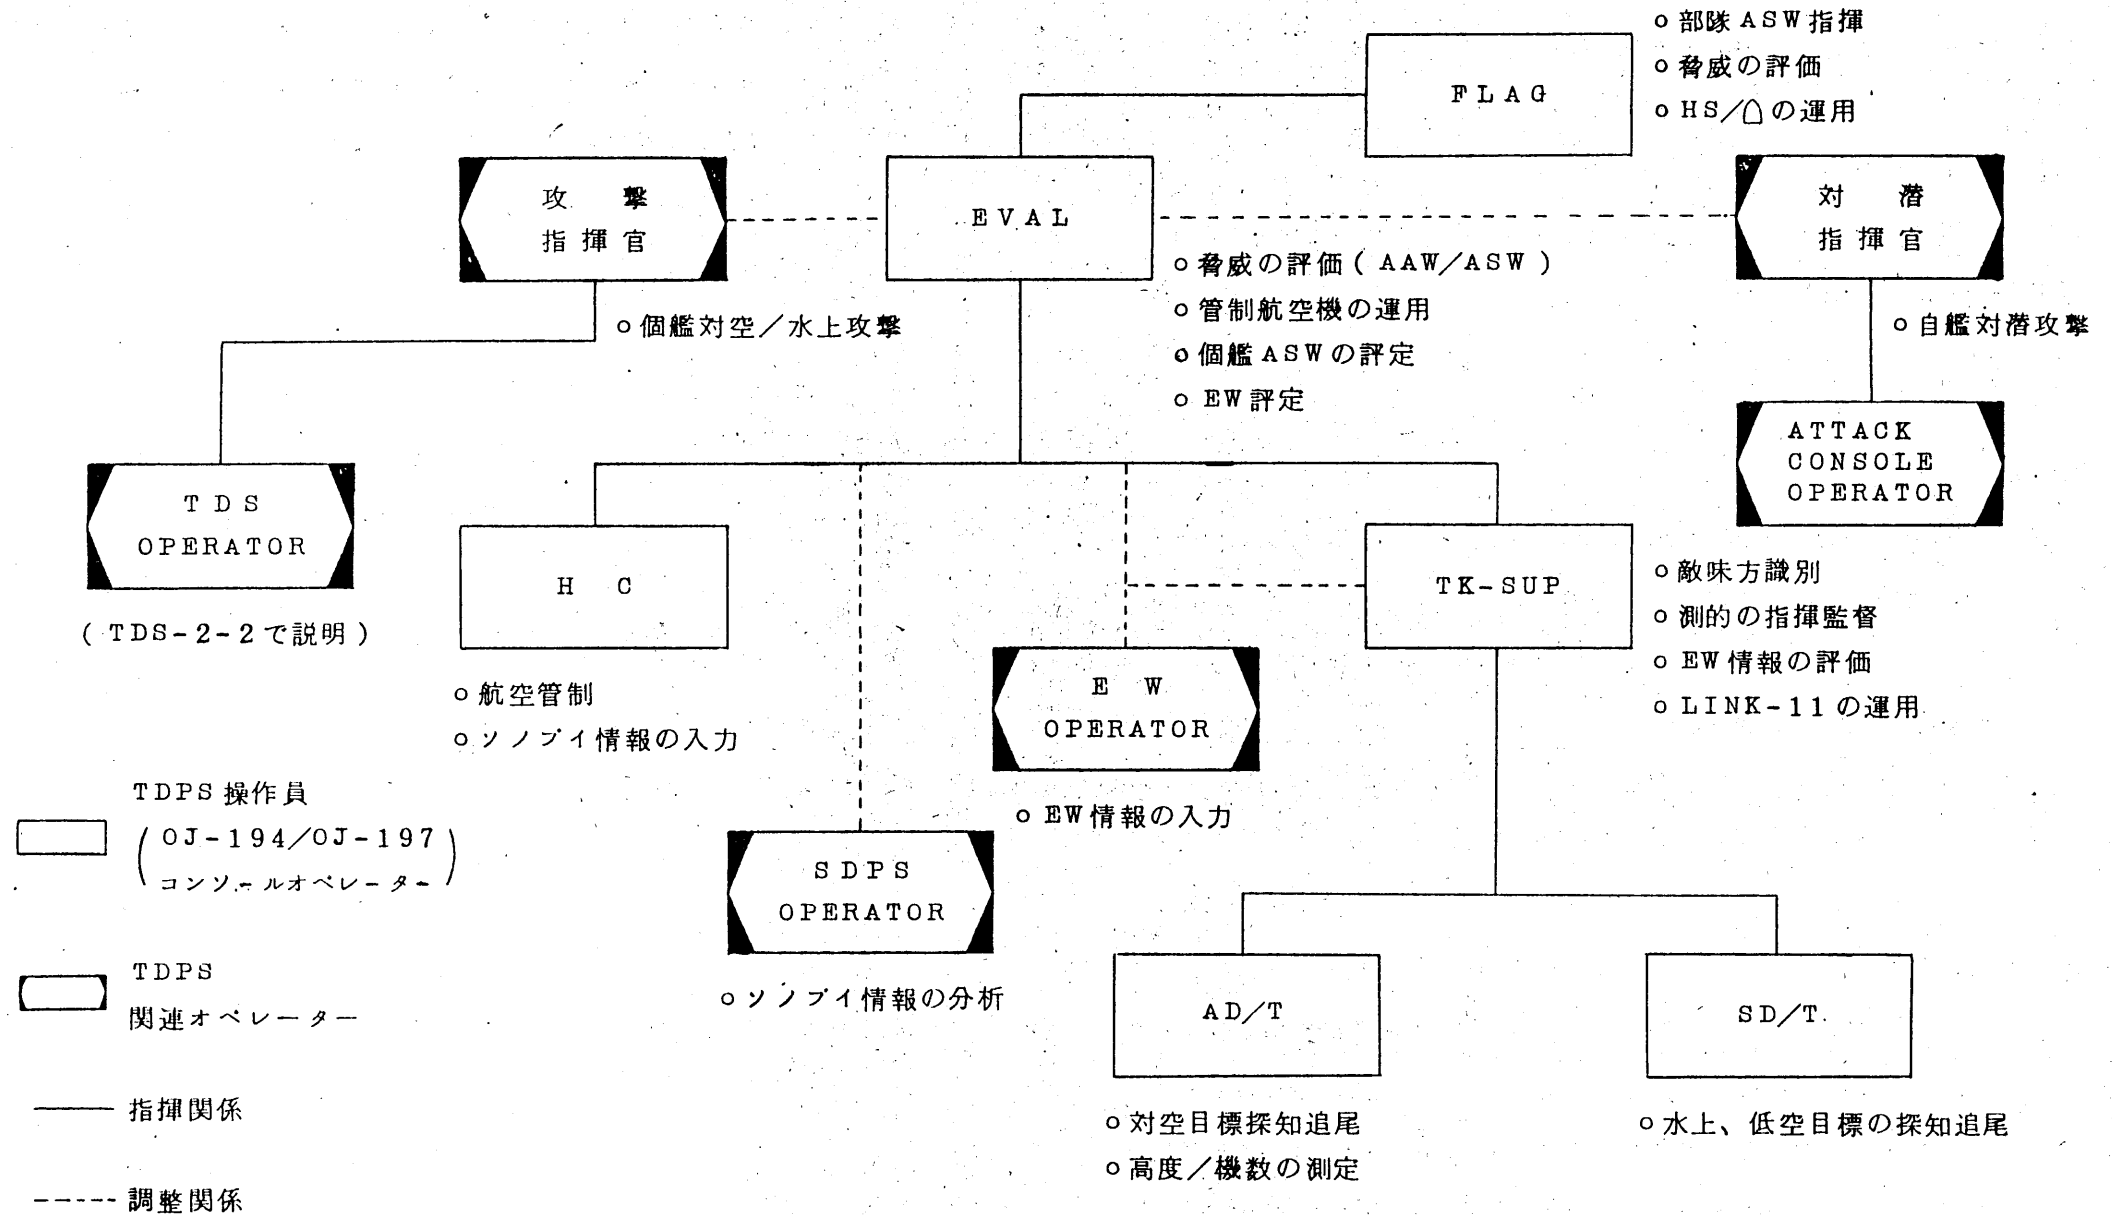 ○部隊ASW指揮
○脅威の評価
○HS/の運用
FLAG
攻撃
指揮官
EVAL
対潜
指揮官
○個艦対空/水上攻撃
○脅威の評価(AAW/ASW)
○管制航空機の運用
○個艦ASWの評定
○EW評定
○自艦対潜攻撃
ATTACK
CONSOLE
OPERATOR
TDS
OPERATOR
(TDS-2-2で説明)
HC
○航空管制
○ソノブイ情報の入力
TK-SUP
○敵味方識別
○測的の指揮監督
○EW情報の評価
○LINK-11の運用
EW
OPERATOR
○EW情報の入力
SDPS
OPERATOR
○ソノブイ情報の分析
AD/T
○対空目標探知追尾
○高度/機数の測定
SD/T
○水上、低空目標の探知追尾
TDPS操作員
(OJ-194/OJ-197
コンソールオペレーター)
TDPS
関連オペレーター
指揮関係
調整関係